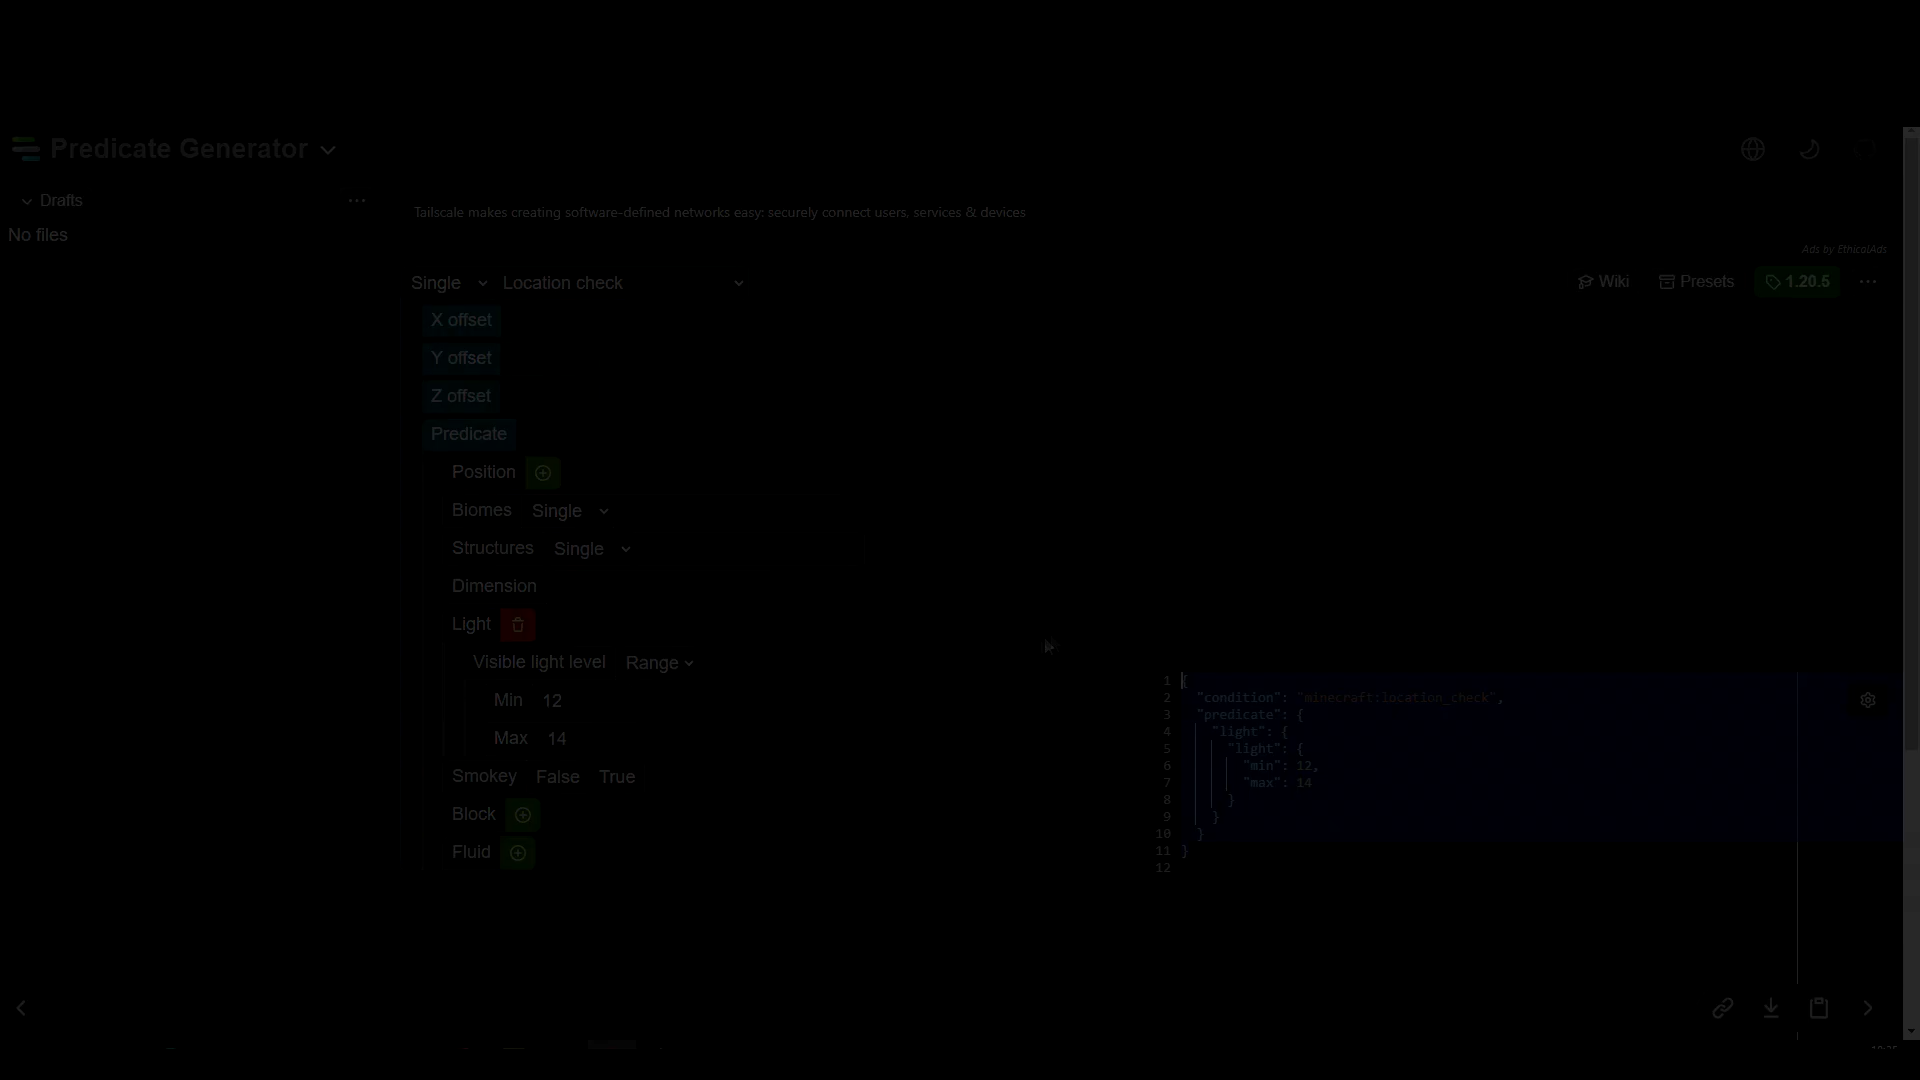 Predicate Generator
Drafts
No files
Tailscale makes creating software-defined networks easy: securely connect users, services & devices
Ads by EthicalAds
Single Location check
Wiki Presets 1.20.5
X offset
Y offset
Z offset
Predicate
Position
Biomes Single
Structures Single
Dimension
Light
Visible light level Range
Min 12
Max 14
Smokey False True
Block
Fluid
1 {
2 "condition": "minecraft:location_check",
3 "predicate": {
4 "light": {
5 "light": {
6 "min": 12,
7 "max": 14
8 }
9 }
10 }
11 }
12